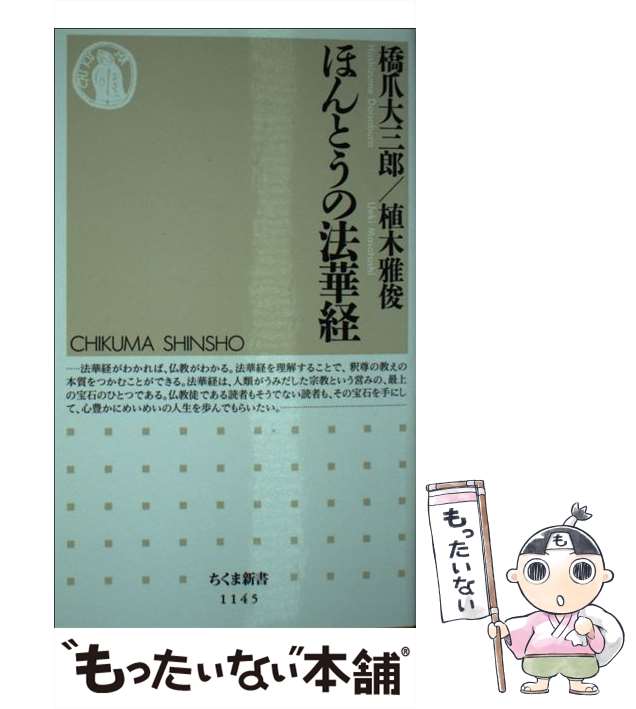 橋爪大三郎／植木雅俊
Hashizume Daisaburo
Ueki Masatoshi
ほんとうの法華経
CHIKUMA SHINSHO
……法華経がわかれば、仏教がわかる。法華経を理解することで、釈尊の教えの
本質をつかむことができる。法華経は、人類がうみだした宗教という営みの、最上
の宝石のひとつである。仏教徒である読者もそうでない読者も、その宝石を手にし
て、心豊かにめいめいの人生を歩んでもらいたい。
ちくま新書
1145
もったいない
も
“もったいない”本舗®